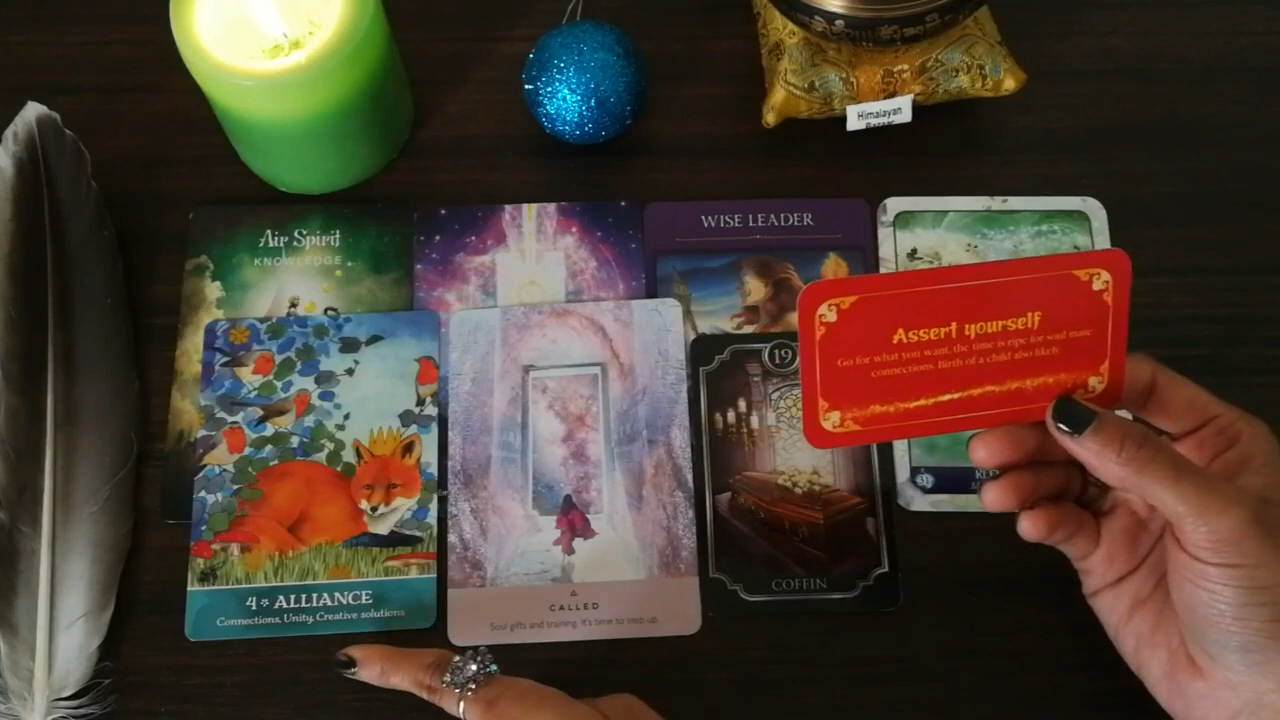 Himalayan
Bazaar
Air Spirit
KNOWLEDGE
WISE LEADER
Assert yourself
Go for what you want, the time is ripe for soul mate
connections. Birth of a child also likely.
19
31
4 ALLIANCE
Connections, Unity, Creative solutions
CALLED
Soul gifts and training. It's time to step up.
COFFIN